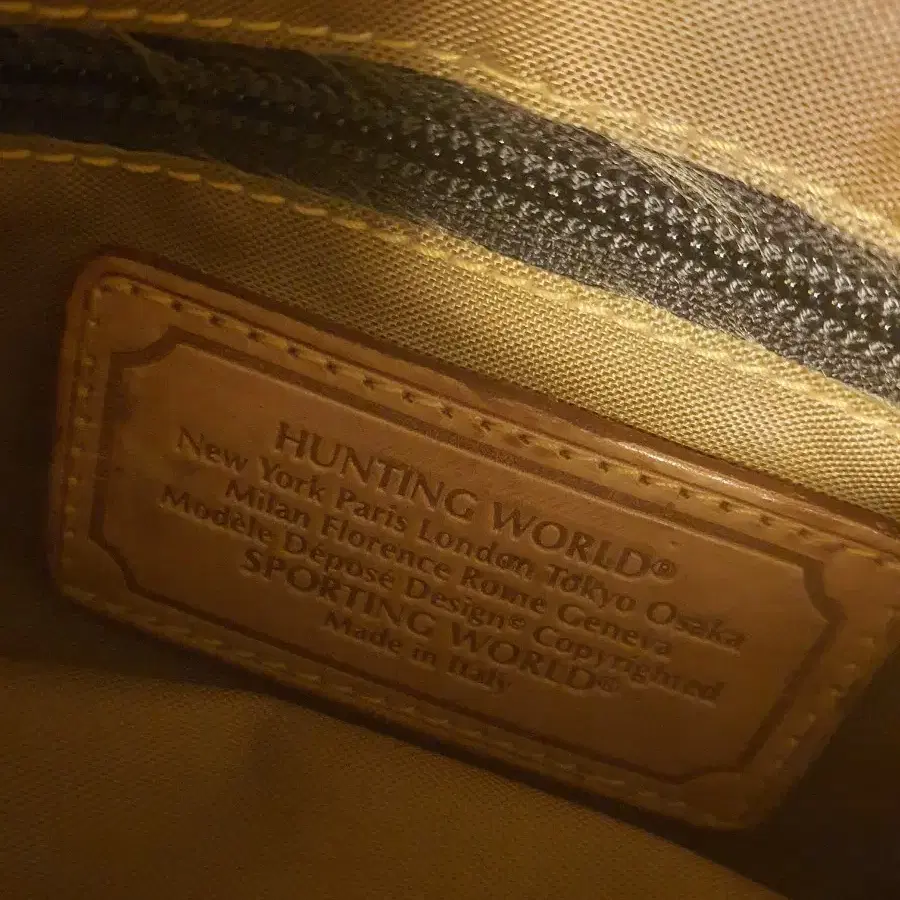 HUNTING WORLD®
New York Paris London Tokyo Osaka
Milan Florence Rome Geneva
Modèle Déposé Design© Copyrighted
SPORTING WORLD®
Made in Italy